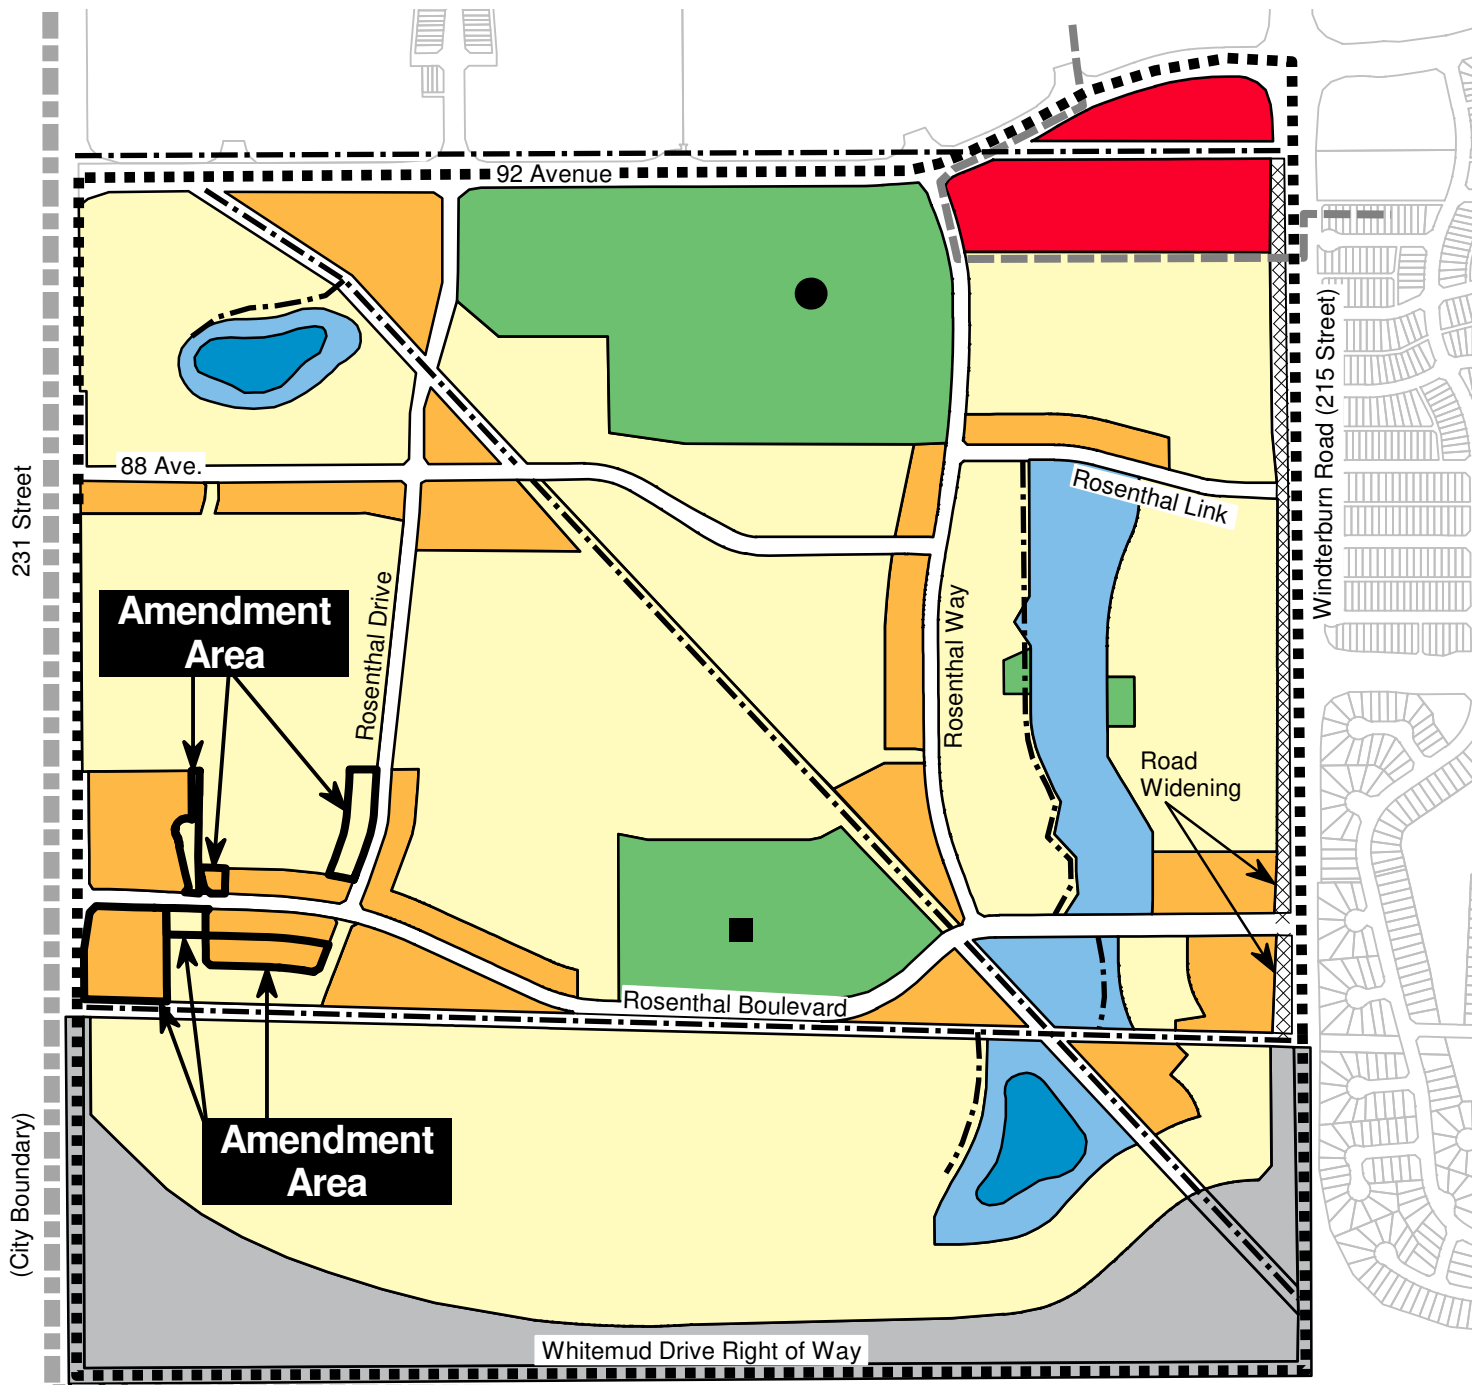 92 Avenue
88 Ave.
Rosenthal Link
231 Street
Windterburn Road (215 Street)
Amendment
Area
Rosenthal Drive
Rosenthal Way
Road
Widening
Rosenthal Boulevard
Amendment
Area
(City Boundary)
Whitemud Drive Right of Way